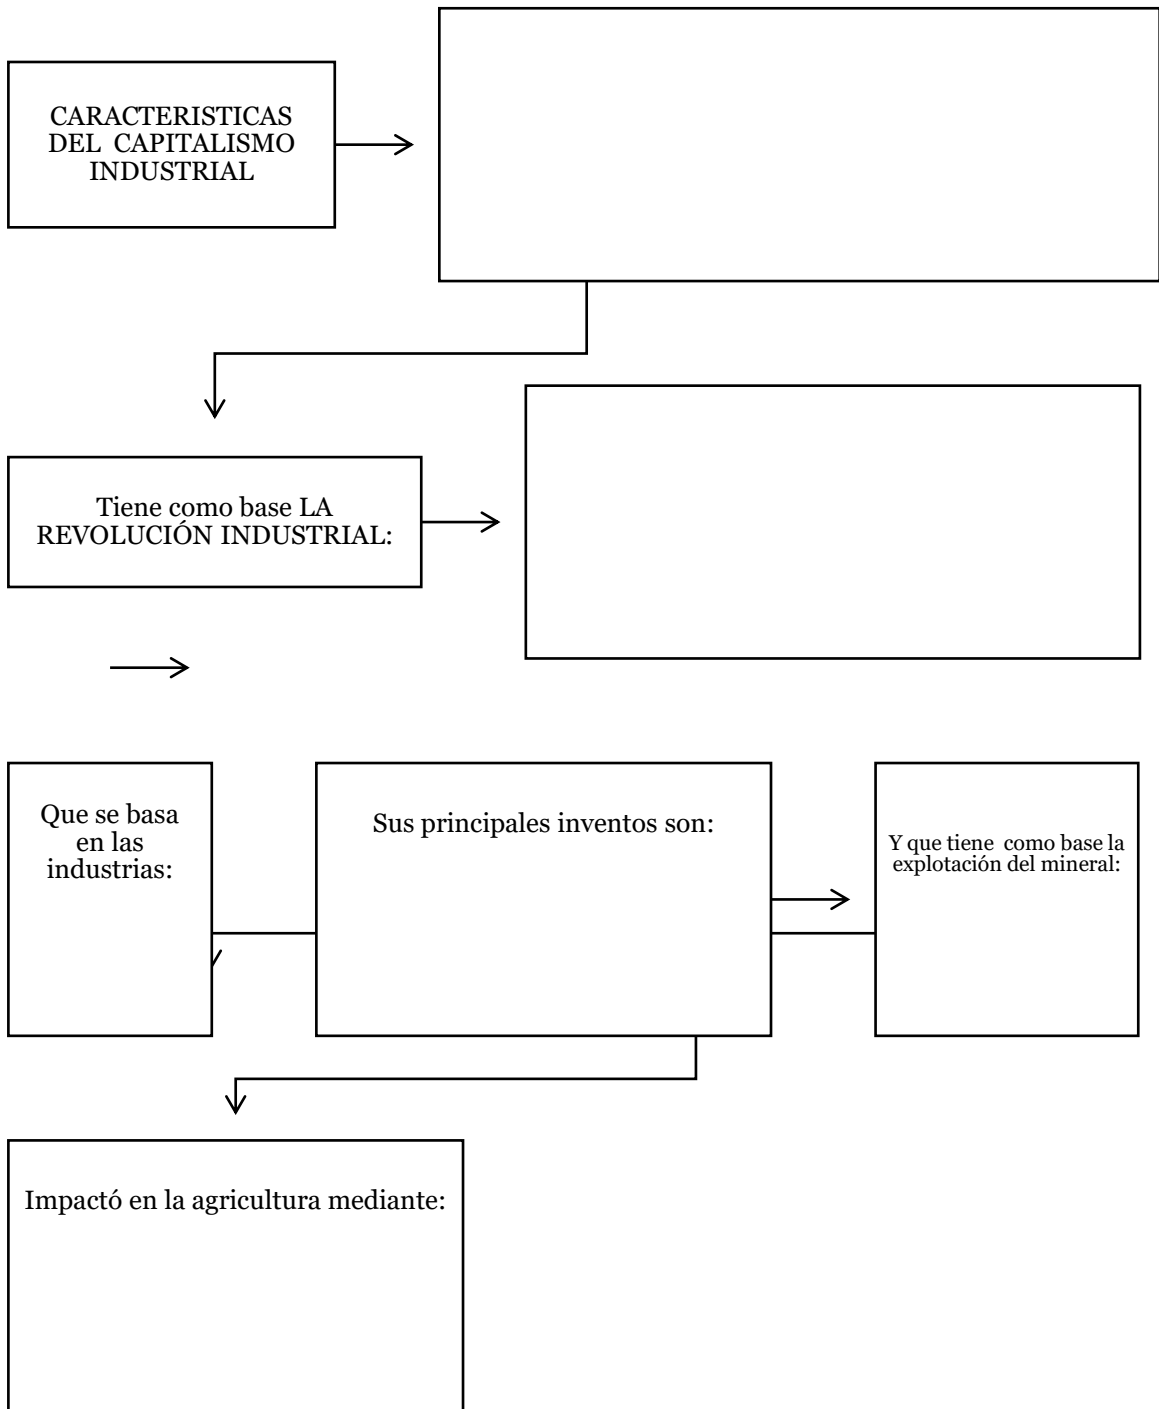 CARACTERISTICAS
DEL  CAPITALISMO
INDUSTRIAL
Tiene como base LA
REVOLUCIÓN INDUSTRIAL:
Que se basa
en las
industrias:
Sus principales inventos son:
Y que tiene  como base la
explotación del mineral:
Impactó en la agricultura mediante: